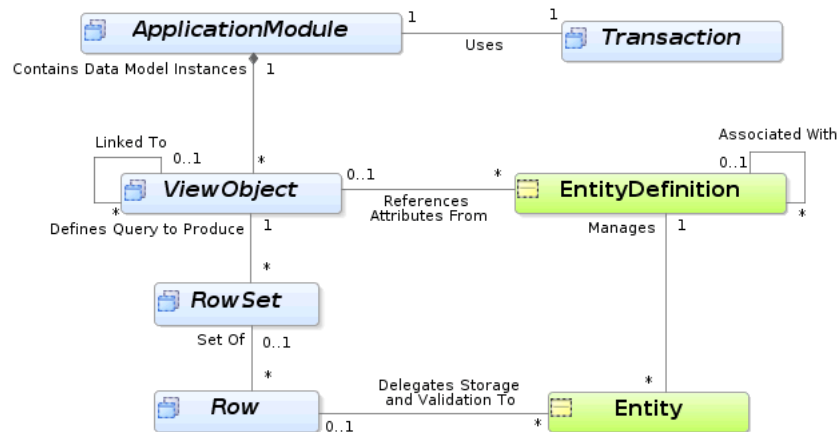 ApplicationModule
1
Uses
1
Transaction
Contains Data Model Instances
1
Linked To
0..1
*
*
ViewObject
0..1
References
Attributes From
*
EntityDefinition
Associated With
0..1
*
Defines Query to Produce
1
*
Manages
1
*
RowSet
Set Of
0..1
*
Row
0..1
Delegates Storage
and Validation To
*
Entity